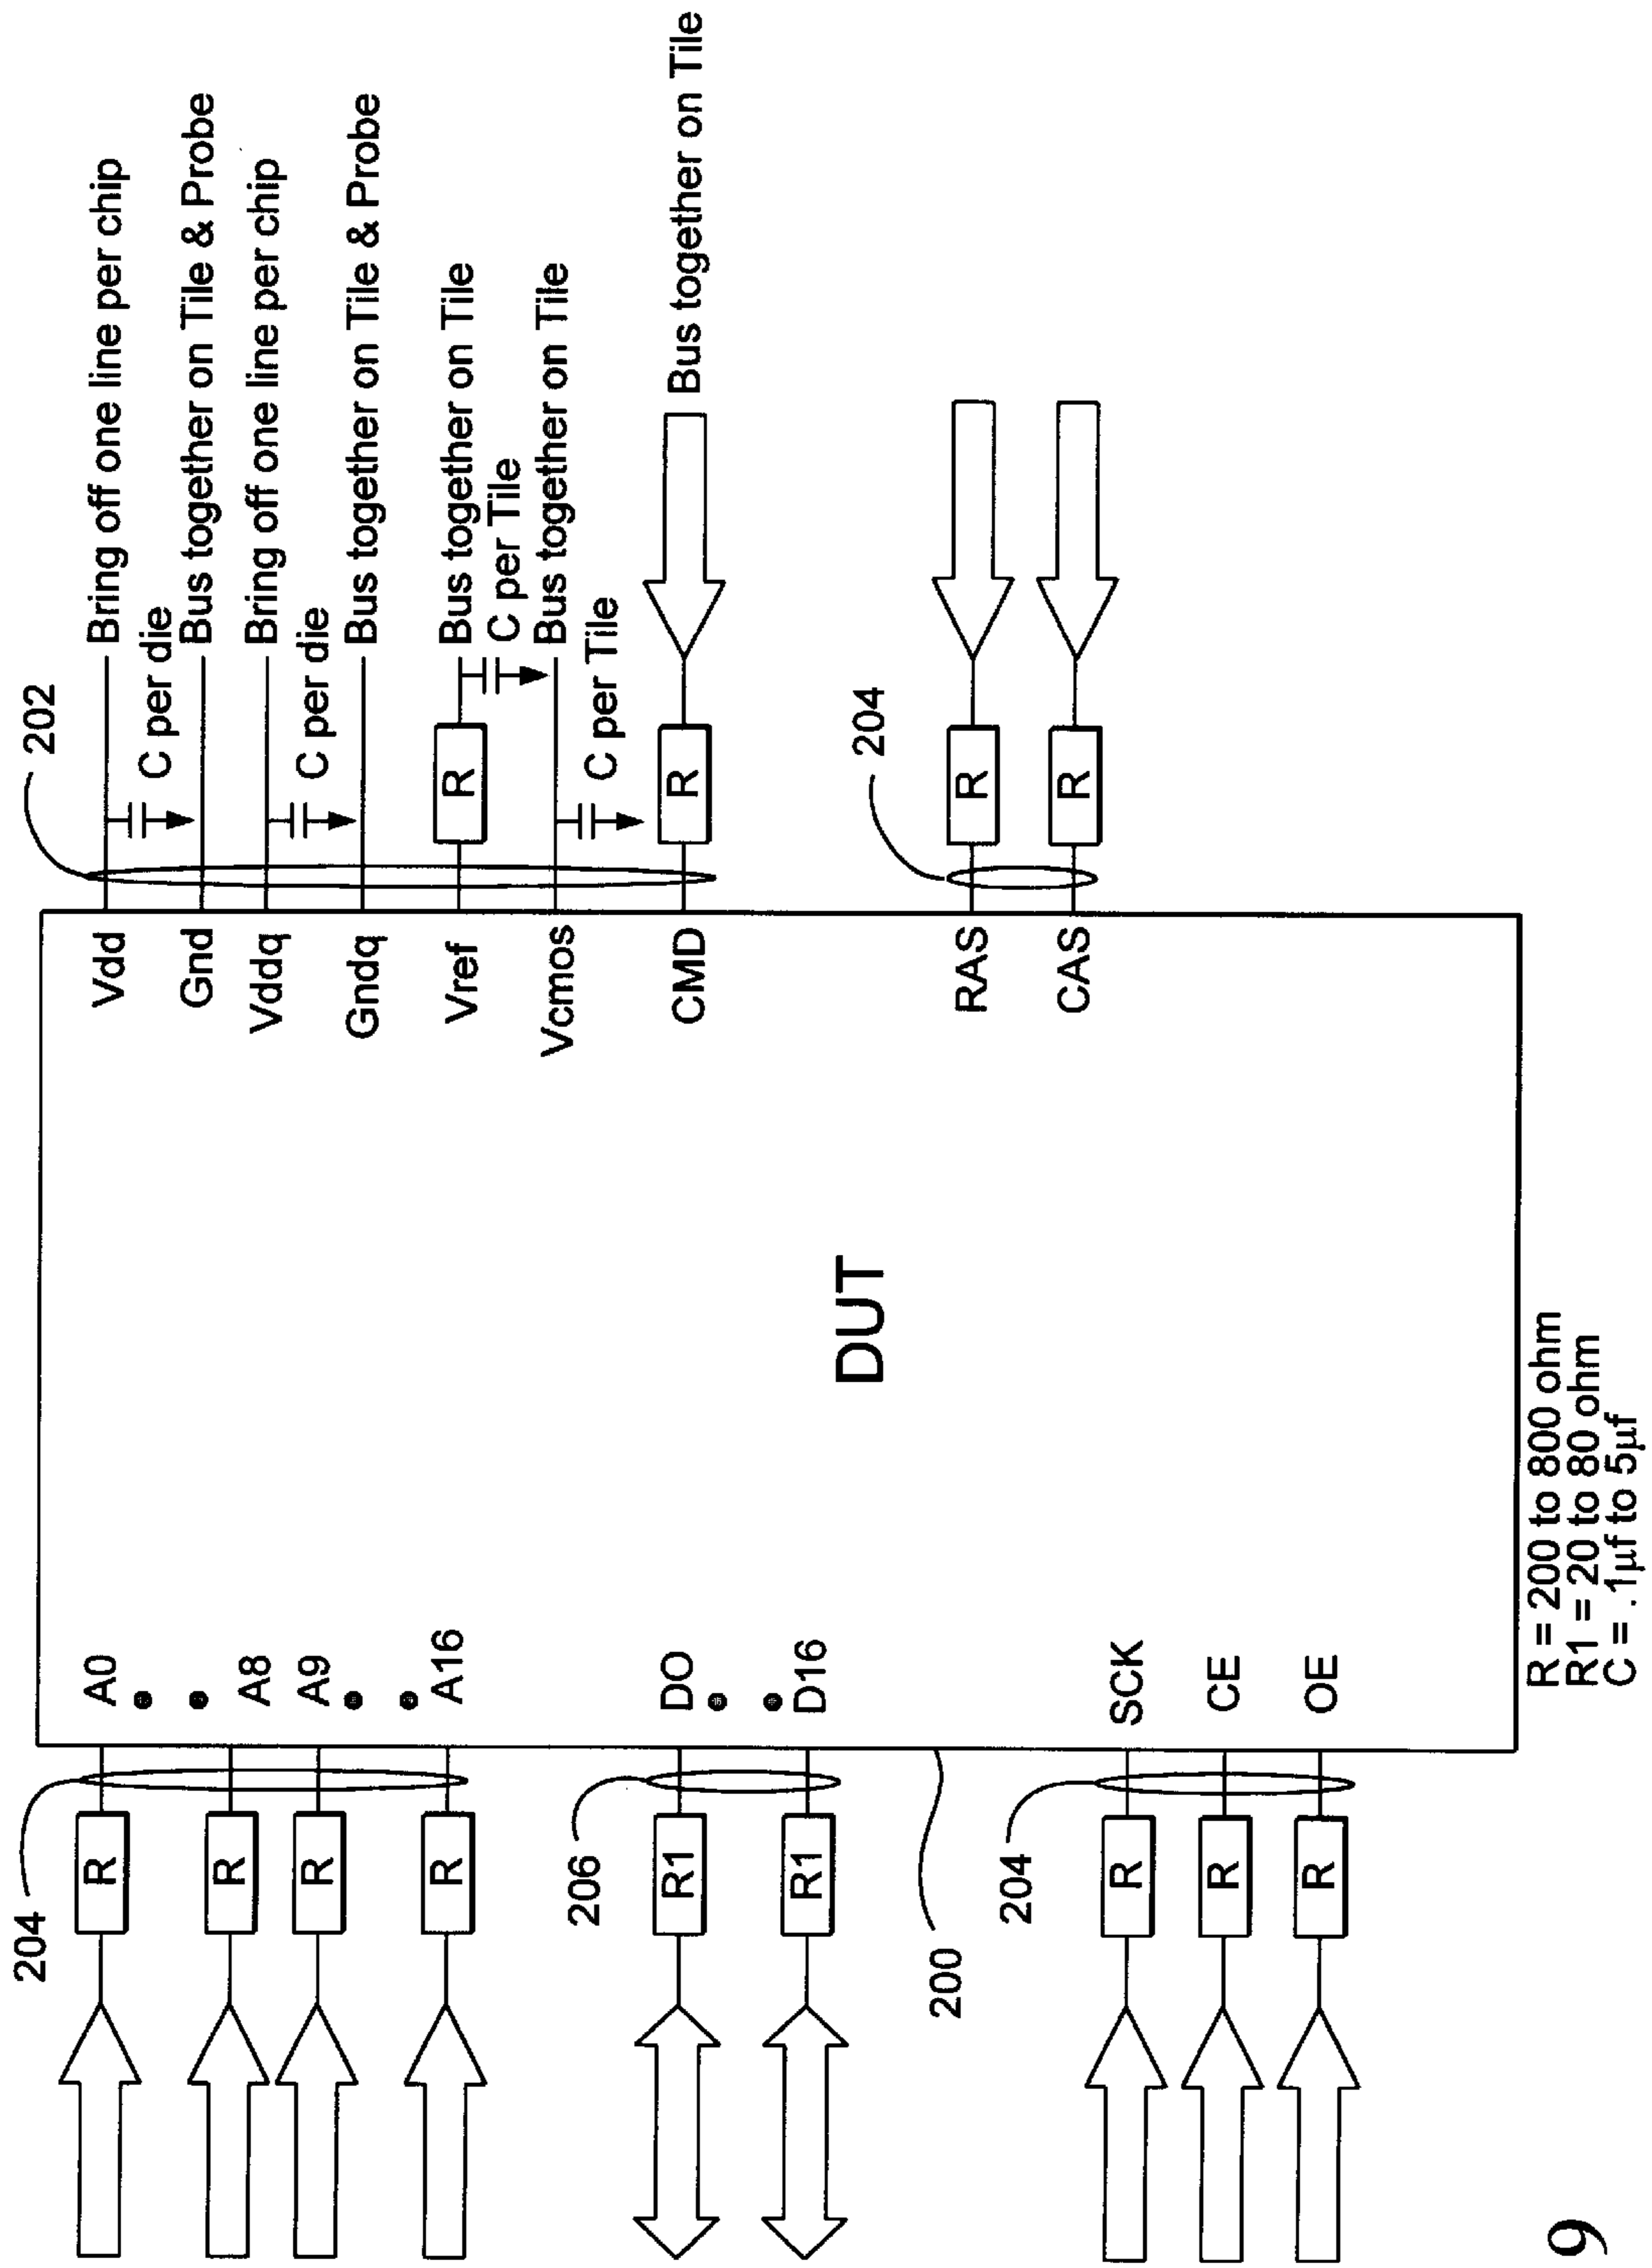 204
202
R
A0
Vdd
Bring off one line per chip
C per die
Gnd
Bus together on Tile & Probe
R
A8
Vddq
Bring off one line per chip
R
A9
C per die
Gndq
Bus together on Tile & Probe
R
A16
Vref
R
Bus together on Tile
C per Tile
Vcmos
Bus together on Tile
206
C per Tile
R1
DO
CMD
R
Bus together on Tile
R1
D16
DUT
204
200
RAS
R
204
CAS
R
R
SCK
R
CE
R
OE
R = 200 to 800 ohm
R1 = 20 to 80 ohm
C = .1µf to 5µf
9